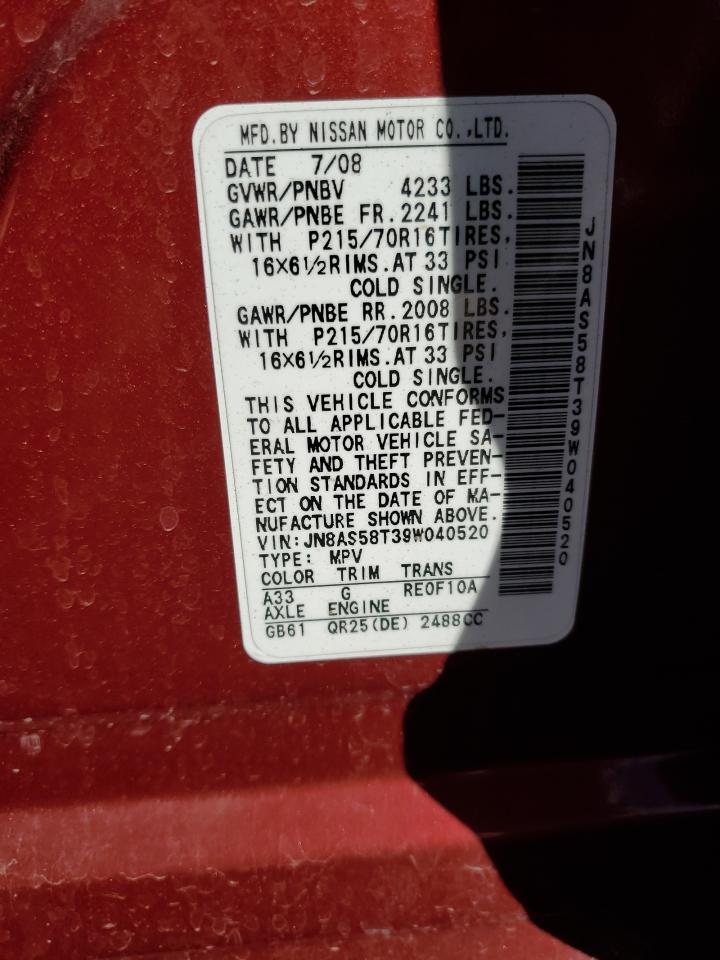 MFD.BY NISSAN MOTOR CO.,LTD.
DATE 7/08
GVWR/PNBV 4233 LBS.
GAWR/PNBE FR.2241 LBS.
WITH P215/70R16TIRES,
16X6½RIMS.AT 33 PSI
COLD SINGLE.
GAWR/PNBE RR.2008 LBS.
WITH P215/70R16TIRES,
16X6½RIMS.AT 33 PSI
COLD SINGLE.
THIS VEHICLE CONFORMS
TO ALL APPLICABLE FED-
ERAL MOTOR VEHICLE SA-
FETY AND THEFT PREVEN-
TION STANDARDS IN EFF-
ECT ON THE DATE OF MA-
NUFACTURE SHOWN ABOVE.
VIN:JN8AS58T39W040520
TYPE: MPV
COLOR TRIM TRANS
A33 G RE0F10A
AXLE ENGINE
GB61 QR25(DE) 2488CC
JN8AS58T39W040520